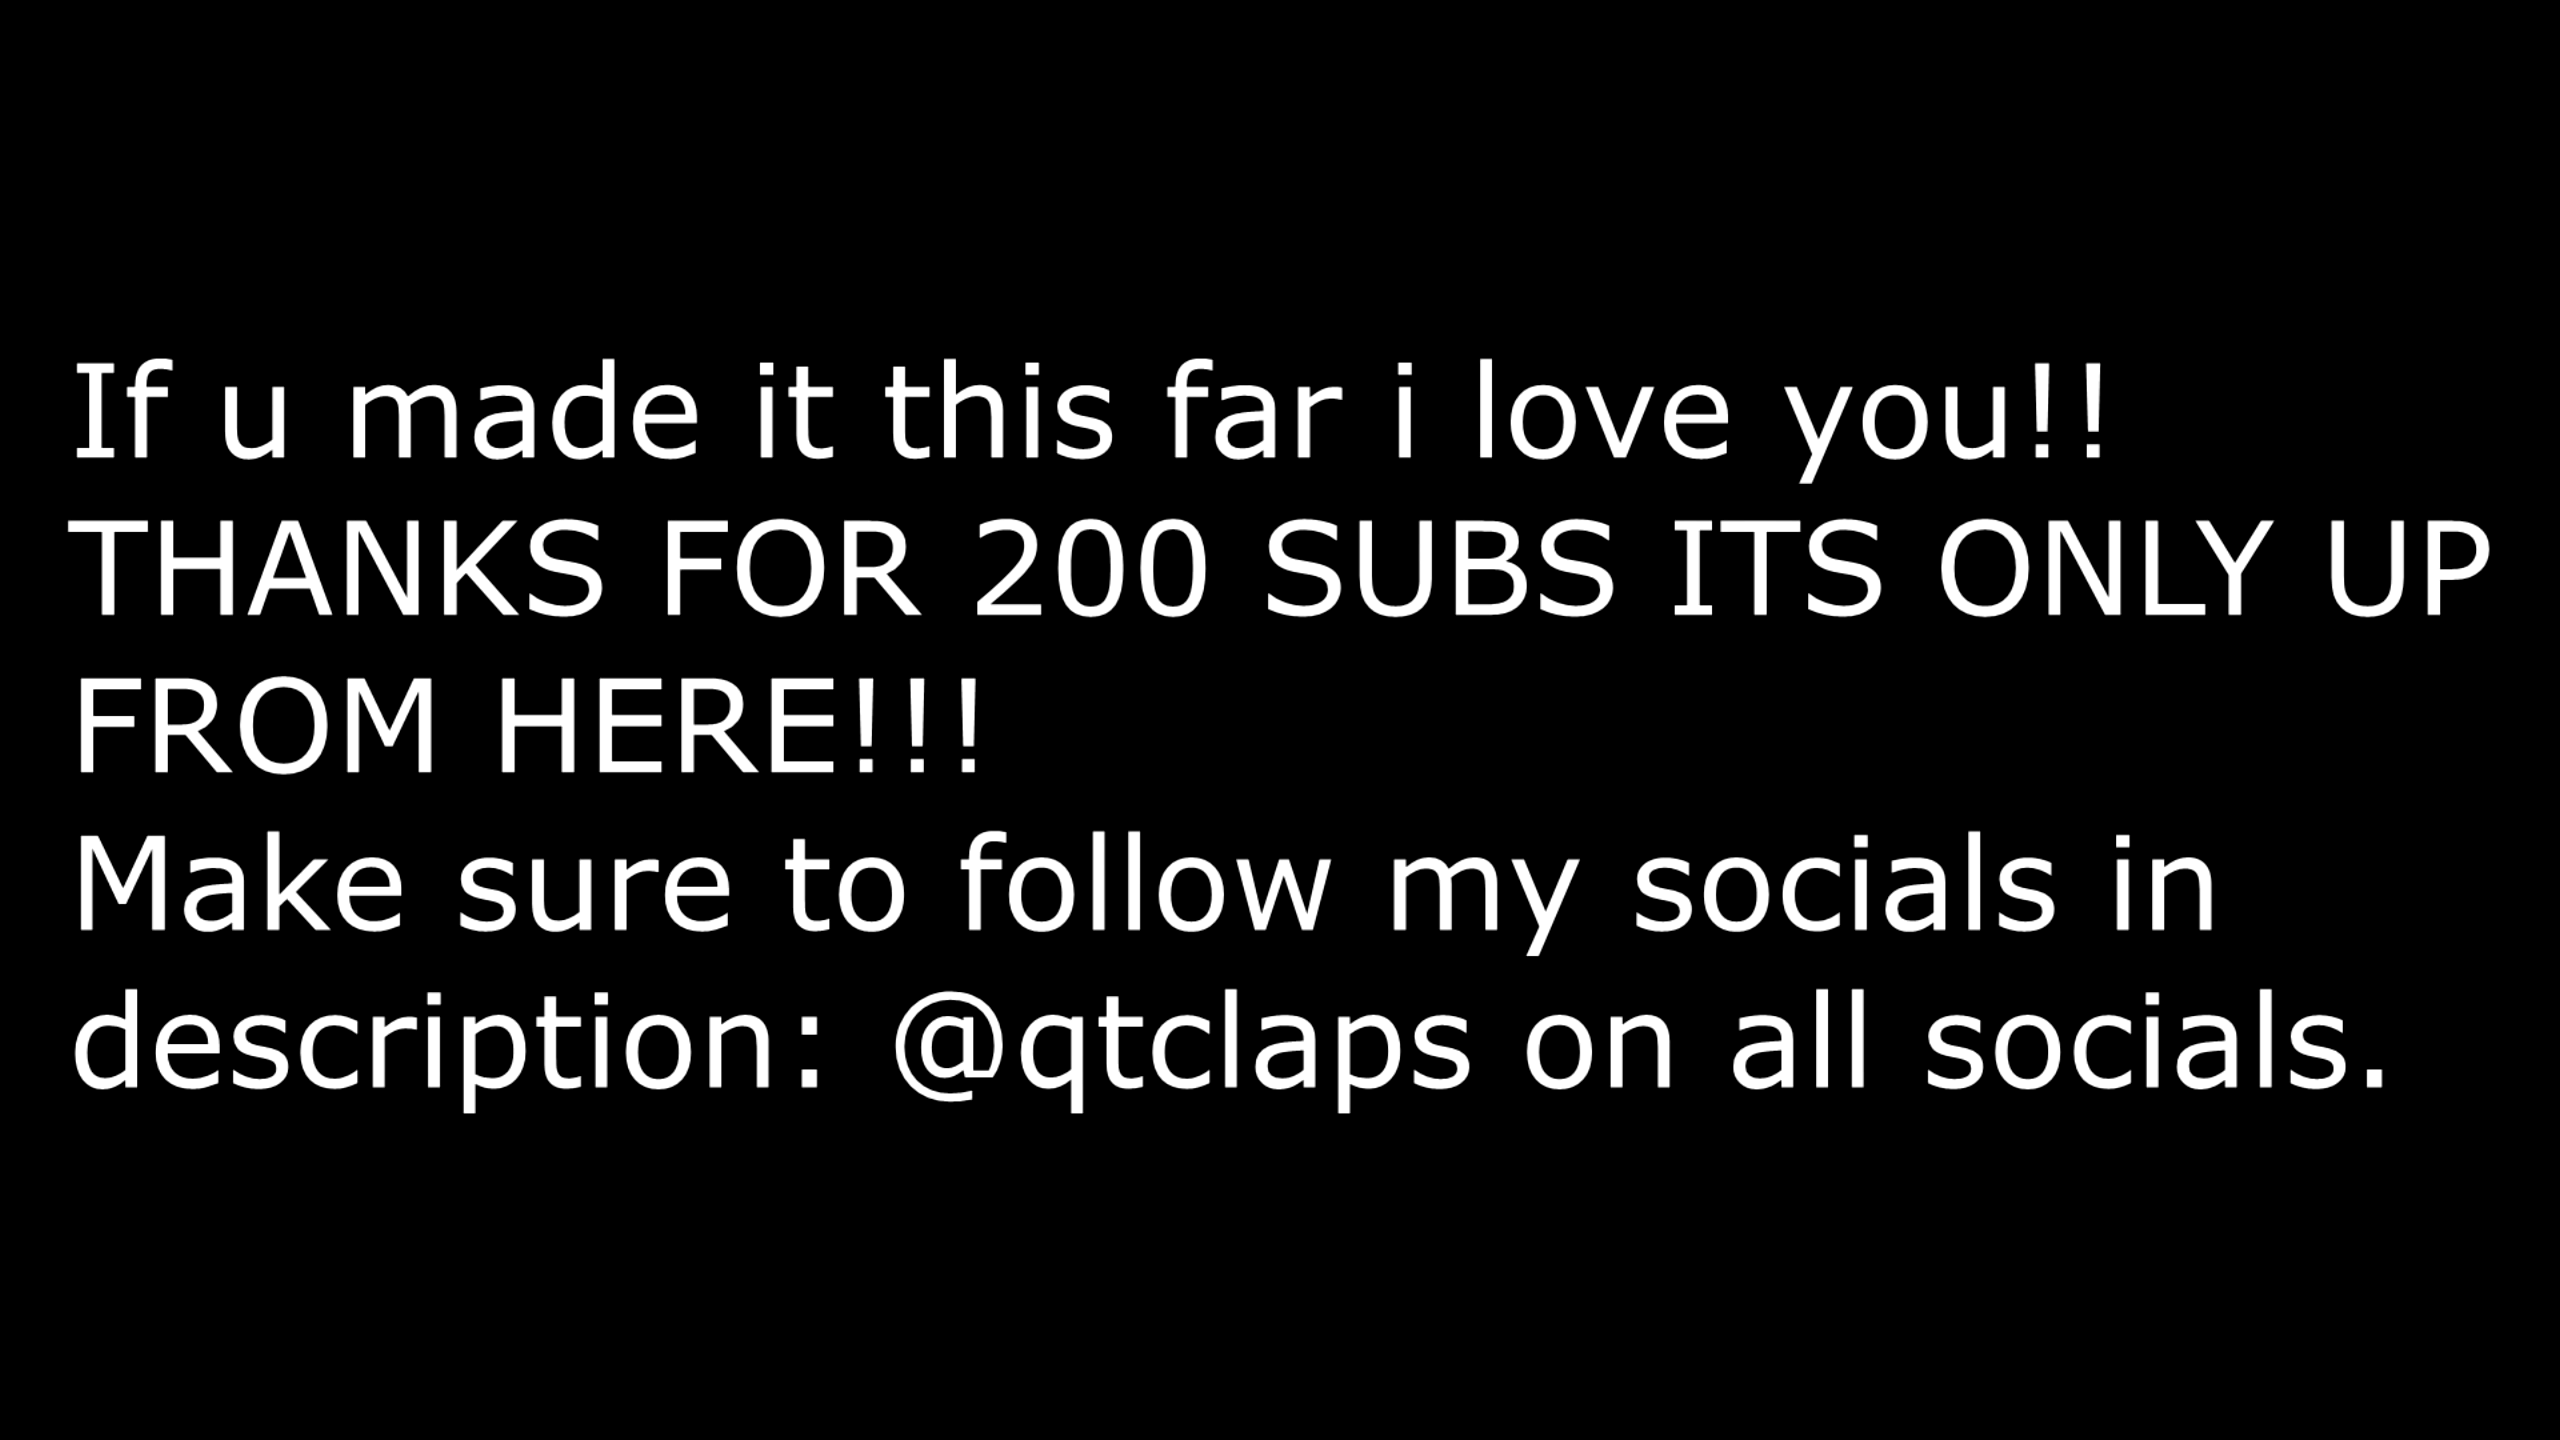 If u made it this far i love you!!
THANKS FOR 200 SUBS ITS ONLY UP
FROM HERE!!!
Make sure to follow my socials in
description: @qtclaps on all socials.